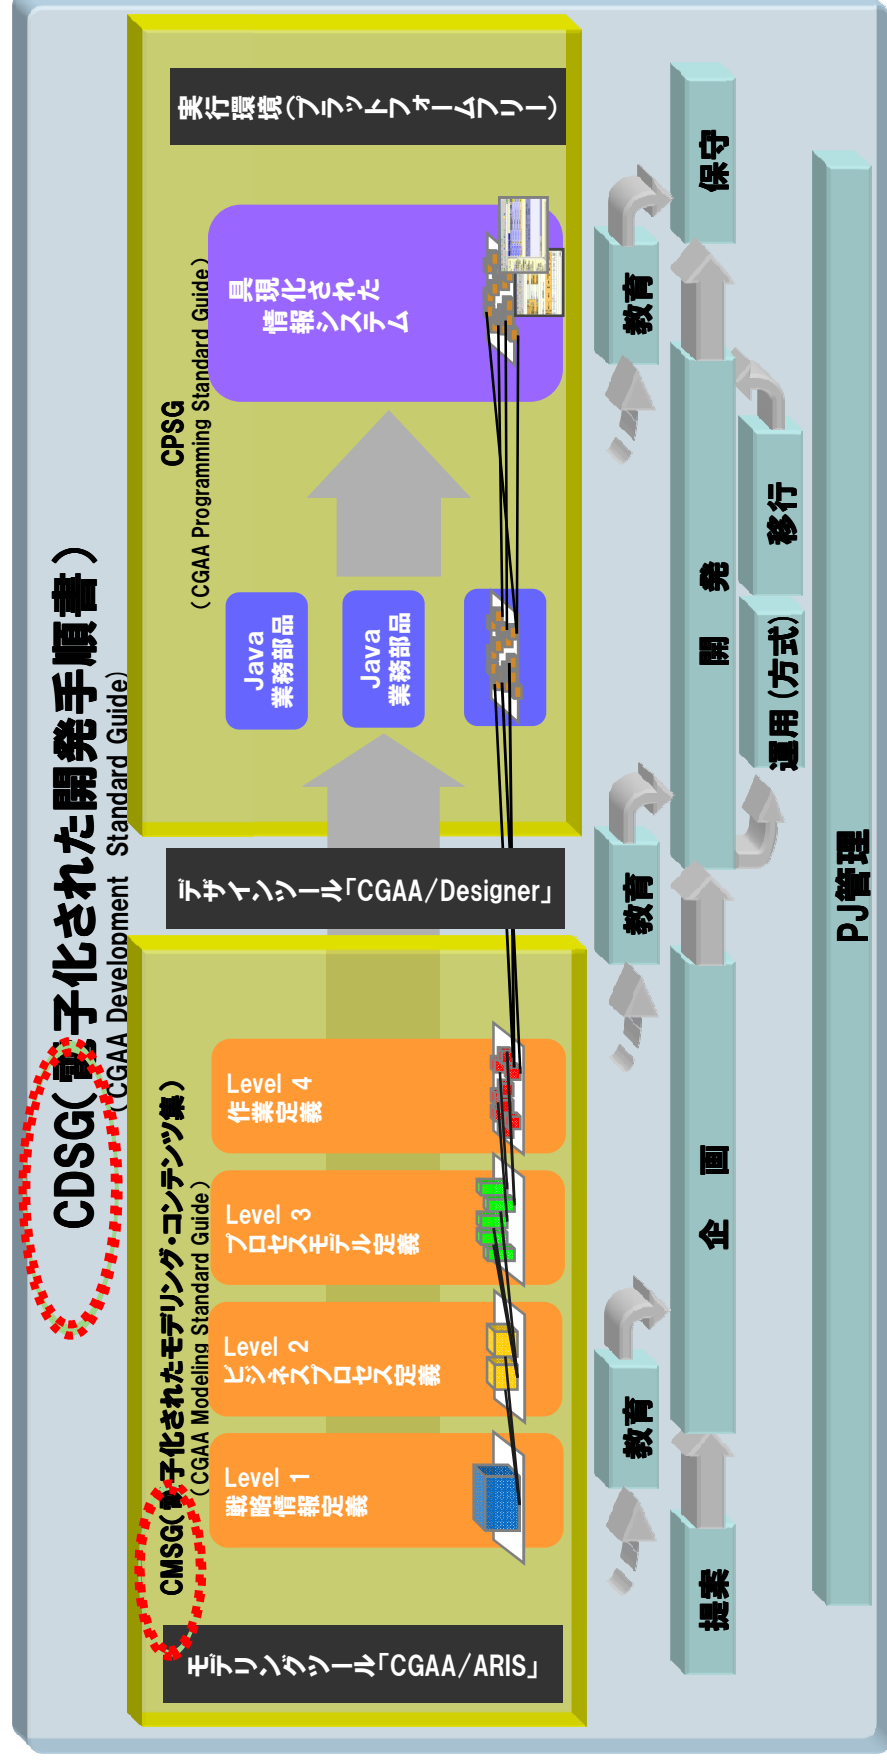 CDSG(電子化された開発手順書)
(CGAA Development Standard Guide)
CMSG(電子化されたモデリング・コンテンツ集)
(CGAA Modeling Standard Guide)
モデリングツール「CGAA/ARIS」
Level 1
戦略情報定義
Level 2
ビジネスプロセス定義
Level 3
プロセスモデル定義
Level 4
作業定義
デザインツール「CGAA/Designer」
CPSG
(CGAA Programming Standard Guide)
Java
業務部品
Java
業務部品
具現化された
情報システム
実行環境(プラットフォームフリー)
教育
教育
教育
提案
企画
開発
保守
運用(方式)
移行
PJ管理